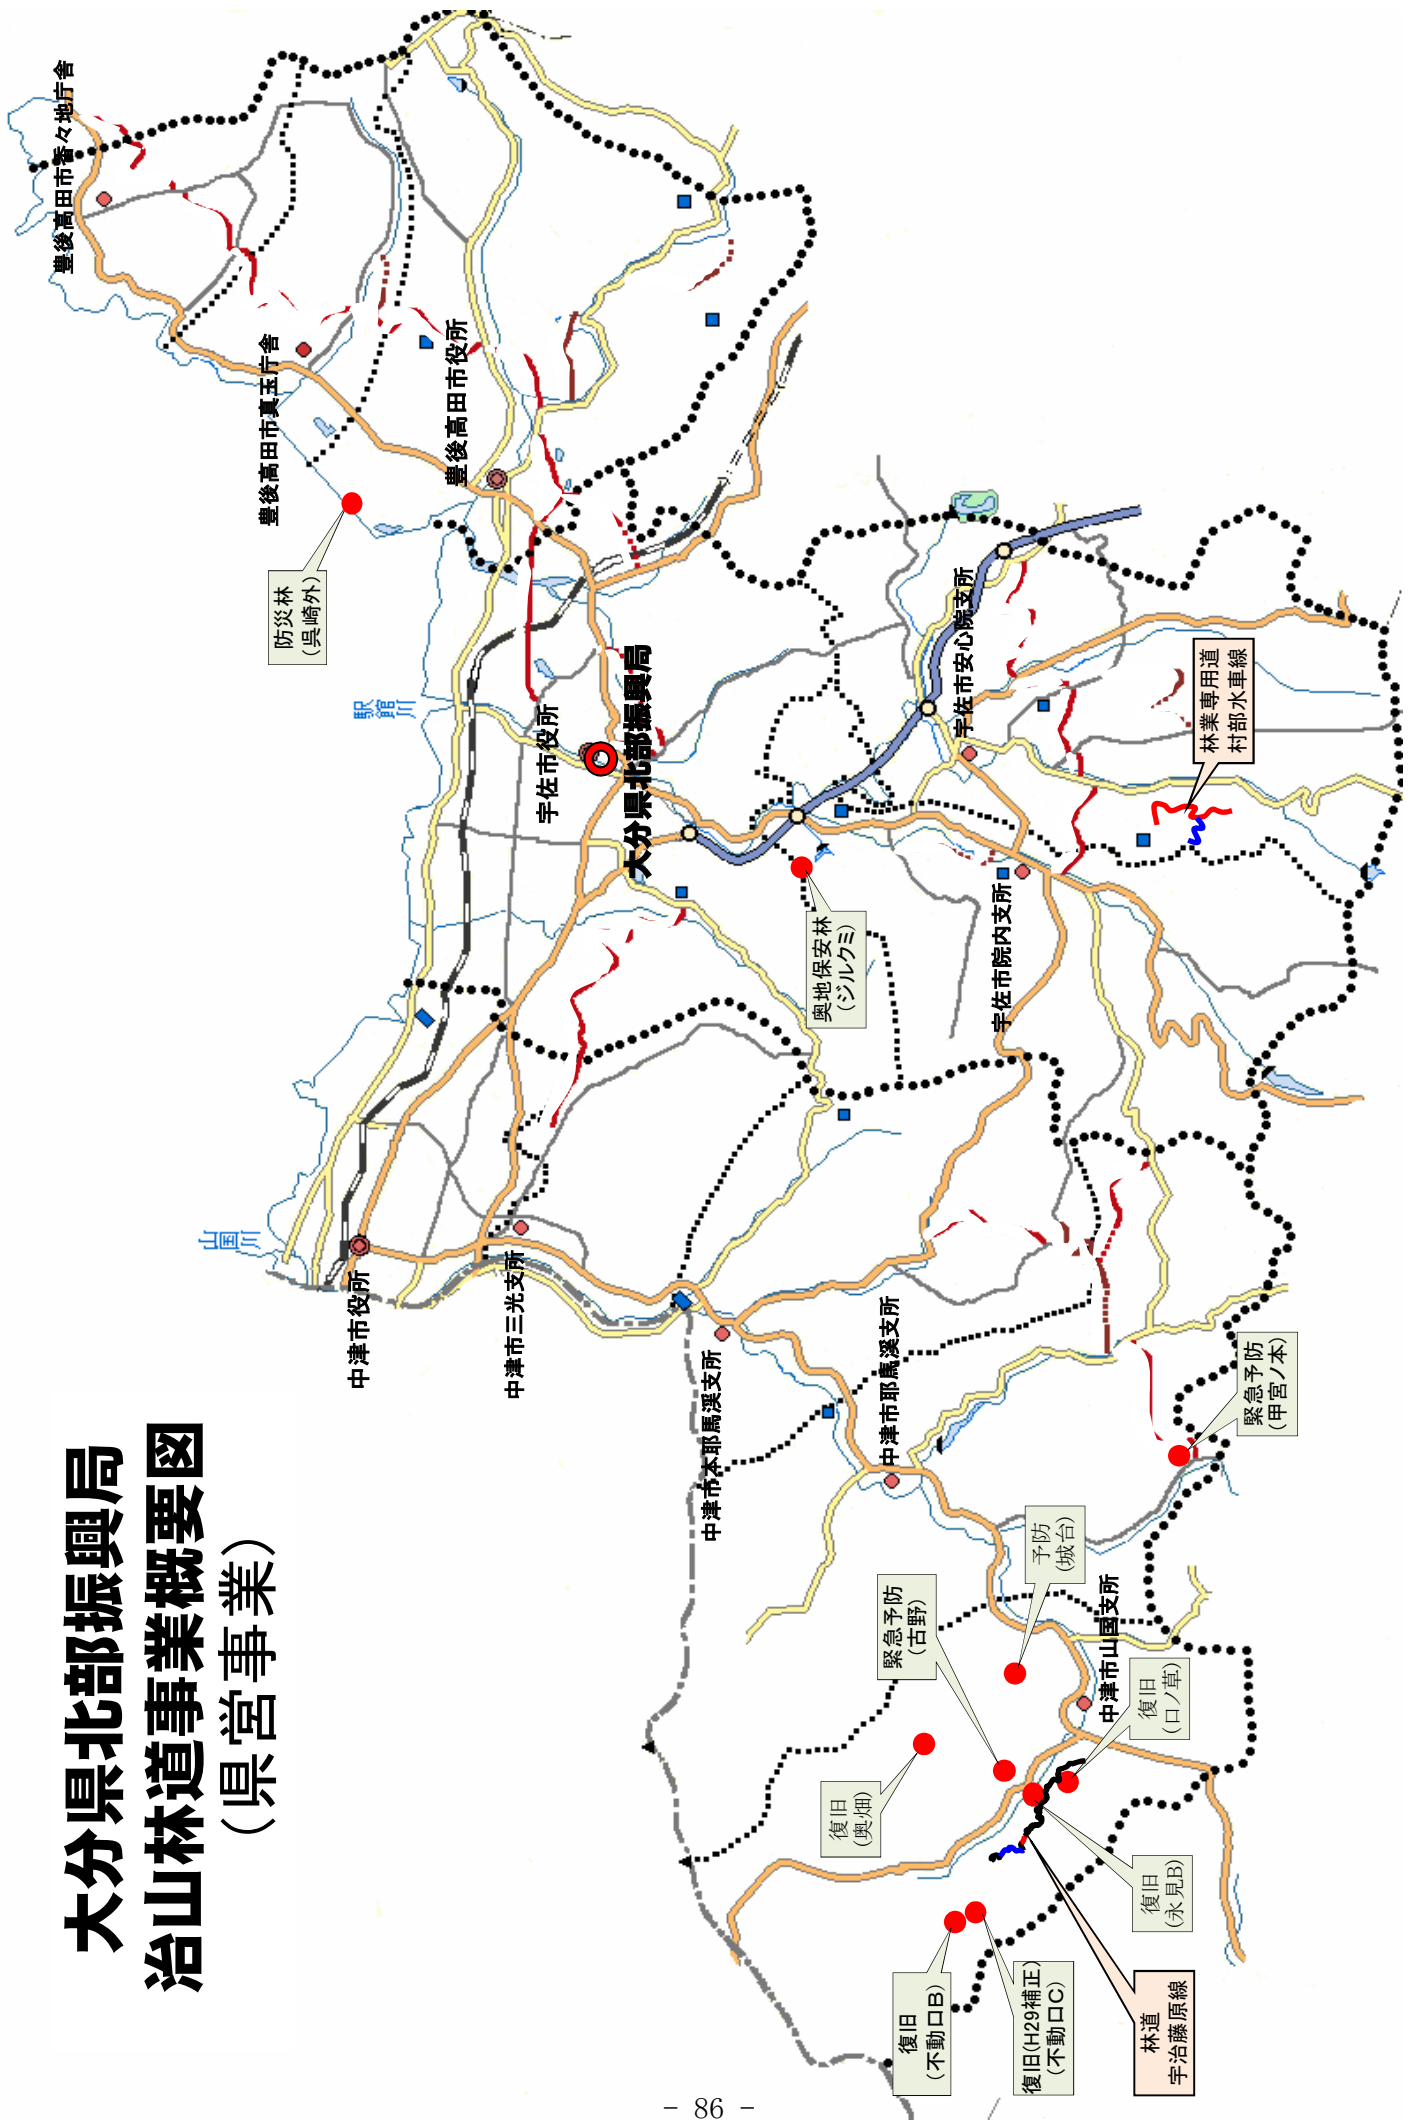 大分県北部振興局
治山林道事業概要図
（県営事業）
豊後高田市香々地庁舎
豊後高田市真玉庁舎
豊後高田市役所
防災林
（呉崎外）
駅館川
宇佐市役所
大分県北部振興局
宇佐市安心院支所
林業専用道
村部水車線
奥地保安林
（ジルクミ）
宇佐市院内支所
山国川
中津市役所
中津市三光支所
中津市本耶馬渓支所
中津市耶馬溪支所
緊急予防
（甲宮ノ本）
予防
（城台）
緊急予防
（古野）
中津市山国支所
復旧
（口ノ草）
復旧
（奥畑）
復旧
（永見B）
復旧
（不動口B）
復旧（H29補正）
（不動口C）
林道
宇治藤原線
- 86 -